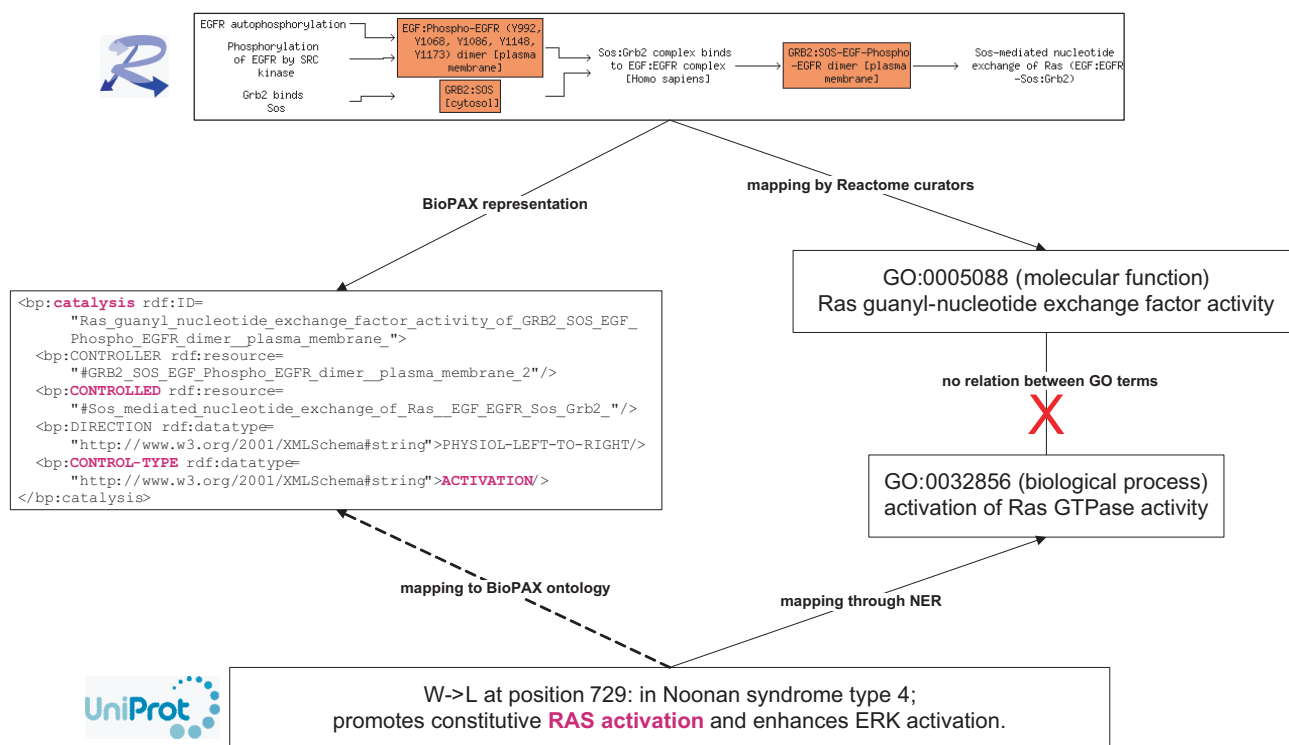 EGFR autophosphorylation
Phosphorylation
of EGFR by SRC
kinase
Grb2 binds
Sos
EGF:Phospho-EGFR (Y992,
Y1068, Y1086, Y1148,
Y1173) dimer [plasma
membrane]
GRB2:SOS
[cytosol]
Sos:Grb2 complex binds
to EGF:EGFR complex
[Homo sapiens]
GRB2:SOS-EGF-Phospho
-EGFR dimer [plasma
membrane]
Sos-mediated nucleotide
exchange of Ras (EGF:EGFR
-Sos:Grb2)
R
BioPAX representation
mapping by Reactome curators
<bp:catalysis rdf:ID=
"Ras_guanyl_nucleotide_exchange_factor_activity_of_GRB2_SOS_EGF_
Phospho_EGFR_dimer__plasma_membrane_">
<bp:CONTROLLER rdf:resource=
"#GRB2_SOS_EGF_Phospho_EGFR_dimer__plasma_membrane_2"/>
<bp:CONTROLLED rdf:resource=
"#Sos_mediated_nucleotide_exchange_of_Ras__EGF_EGFR_Sos_Grb2_"/>
<bp:DIRECTION rdf:datatype=
"http://www.w3.org/2001/XMLSchema#string">PHYSIOL-LEFT-TO-RIGHT/>
<bp:CONTROL-TYPE rdf:datatype=
"http://www.w3.org/2001/XMLSchema#string">ACTIVATION/>
</bp:catalysis>
GO:0005088 (molecular function)
Ras guanyl-nucleotide exchange factor activity
no relation between GO terms
X
GO:0032856 (biological process)
activation of Ras GTPase activity
mapping to BioPAX ontology
mapping through NER
UniProt
W->L at position 729: in Noonan syndrome type 4;
promotes constitutive RAS activation and enhances ERK activation.